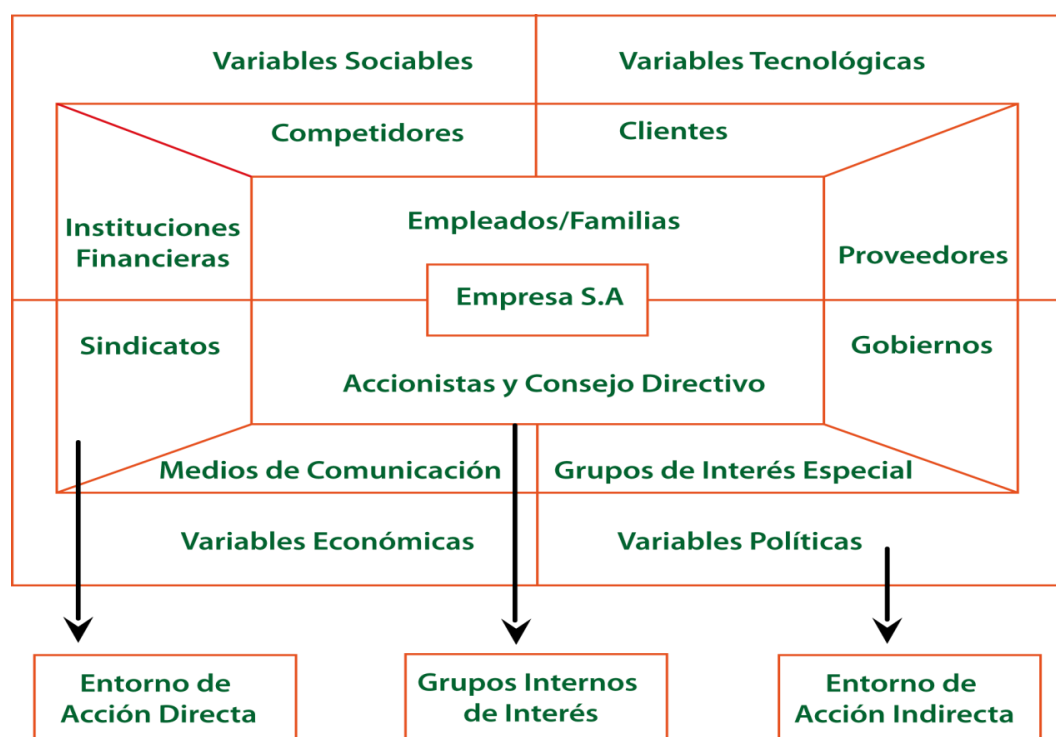 Variables Sociables
Variables Tecnológicas
Competidores
Clientes
Instituciones
Financieras
Empleados/Familias
Proveedores
Empresa S.A
Sindicatos
Gobiernos
Accionistas y Consejo Directivo
Medios de Comunicación
Grupos de Interés Especial
Variables Económicas
Variables Políticas
Entorno de
Acción Directa
Grupos Internos
de Interés
Entorno de
Acción Indirecta